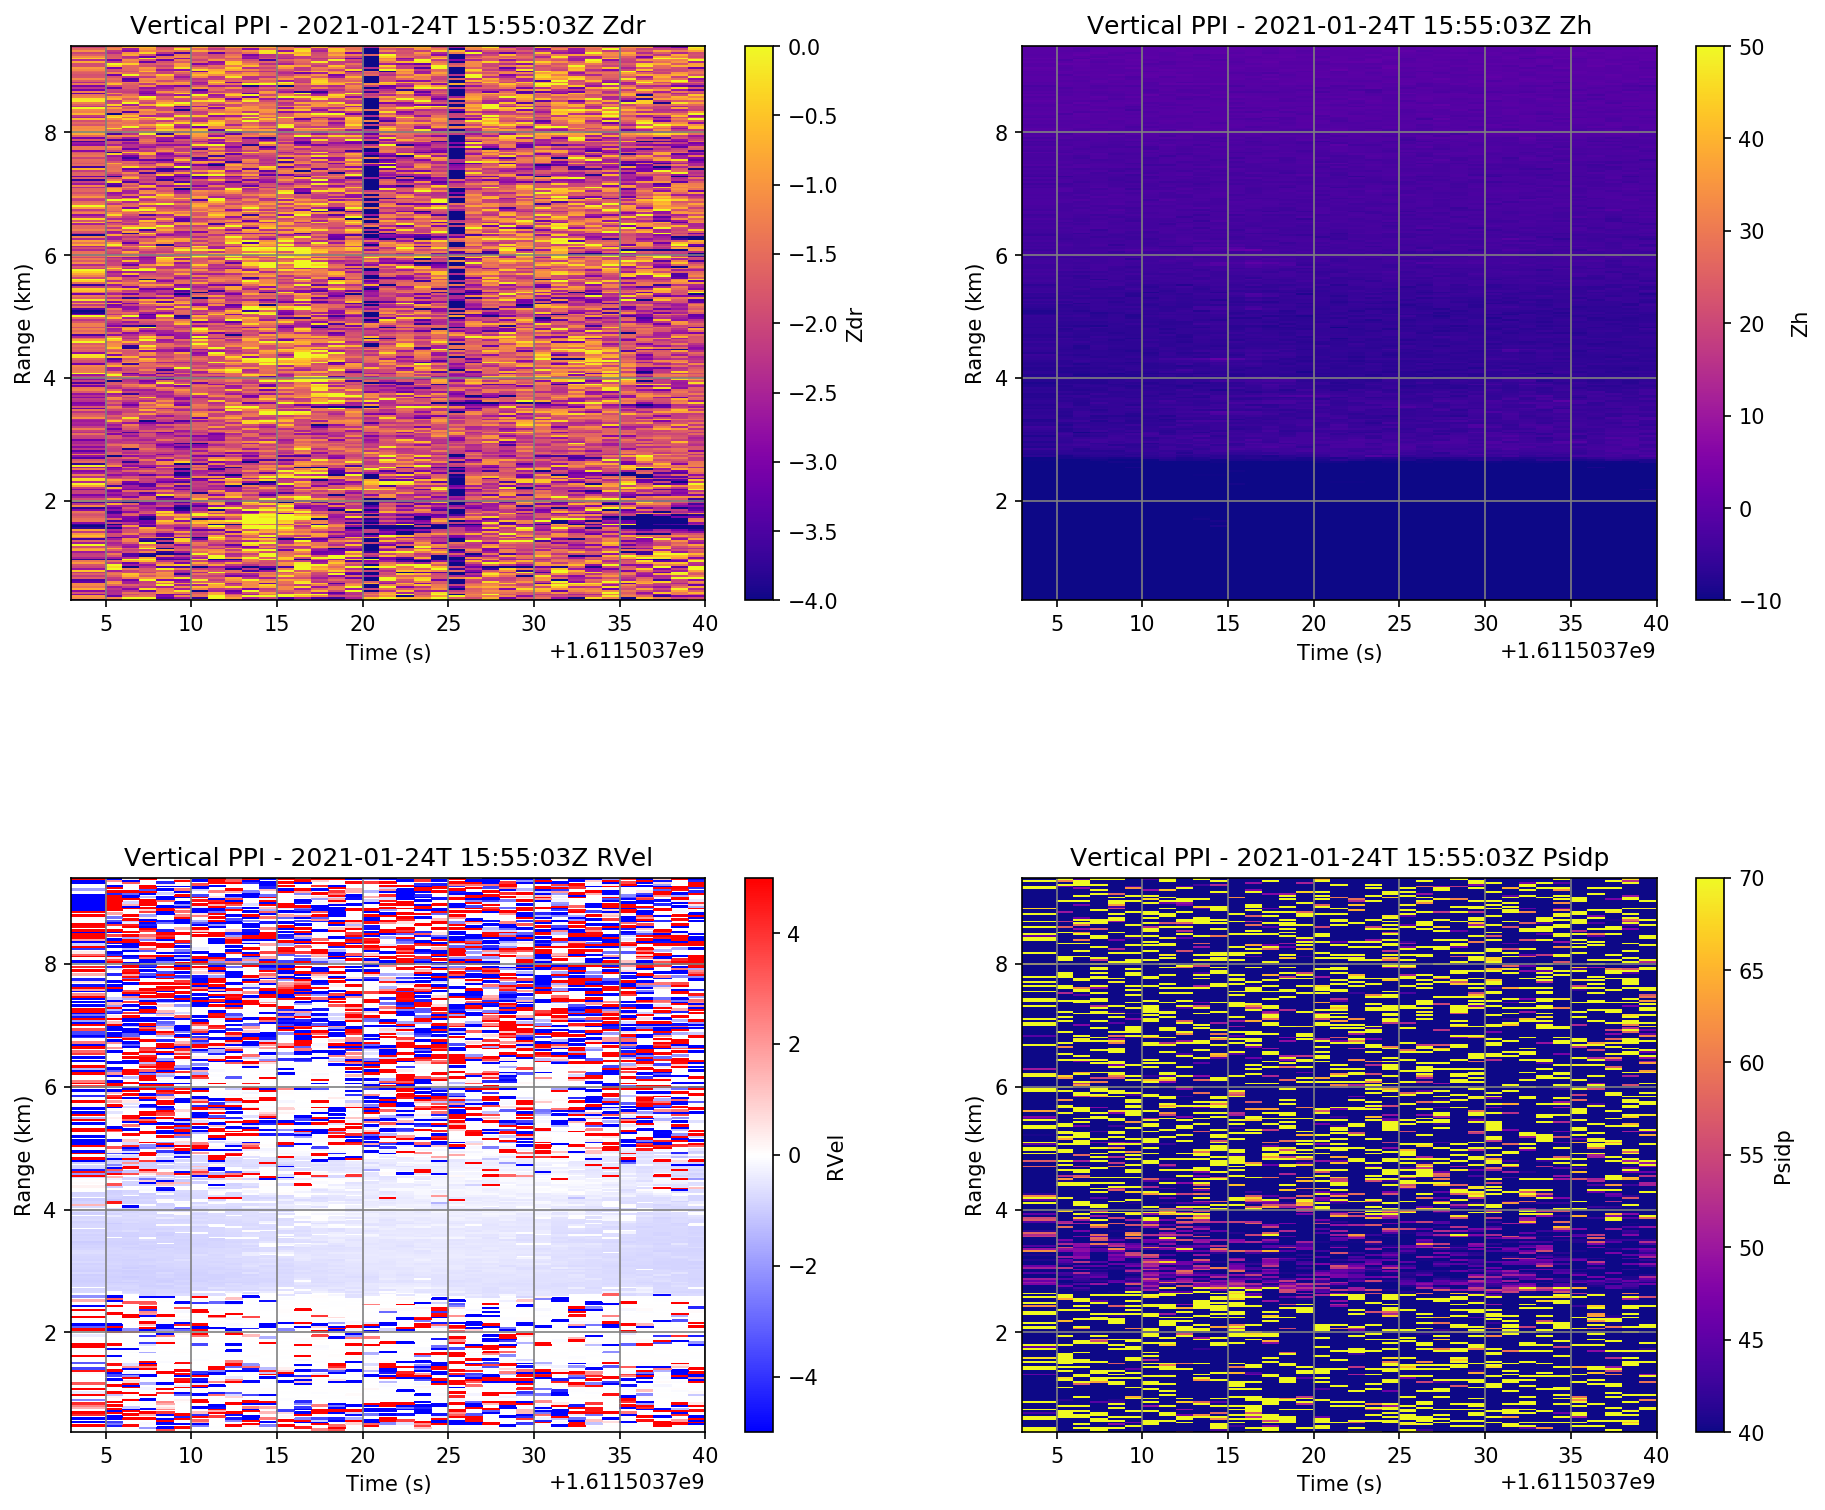 Vertical PPI - 2021-01-24T 15:55:03Z Zdr
Range (km)
8
6
4
2
5 10 15 20 25 30 35 40
Time (s)
+1.6115037e9
0.0
−0.5
−1.0
−1.5
−2.0
−2.5
−3.0
−3.5
−4.0
Zdr
Vertical PPI - 2021-01-24T 15:55:03Z Zh
Range (km)
8
6
4
2
5 10 15 20 25 30 35 40
Time (s)
+1.6115037e9
50
40
30
20
10
0
−10
Zh
Vertical PPI - 2021-01-24T 15:55:03Z RVel
Range (km)
8
6
4
2
5 10 15 20 25 30 35 40
Time (s)
+1.6115037e9
4
2
0
−2
−4
RVel
Vertical PPI - 2021-01-24T 15:55:03Z Psidp
Range (km)
8
6
4
2
5 10 15 20 25 30 35 40
Time (s)
+1.6115037e9
70
65
60
55
50
45
40
Psidp